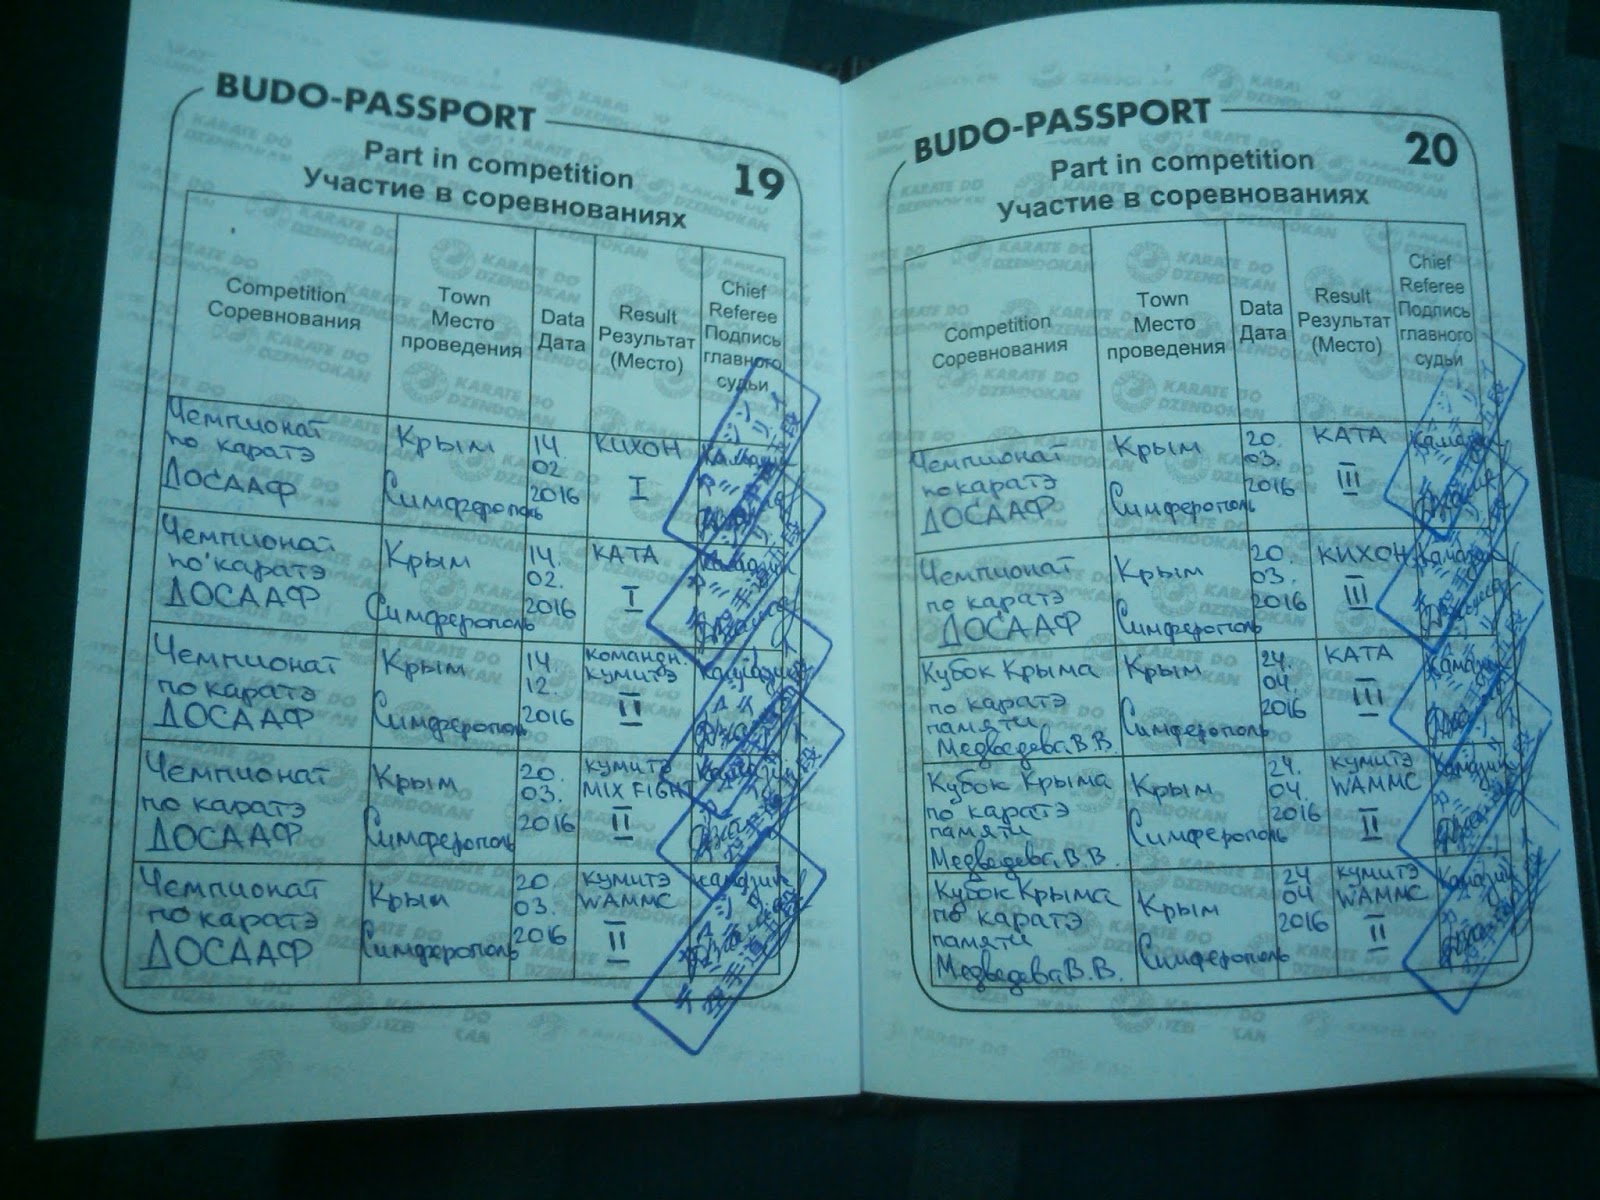 BUDO-PASSPORT
19
Part in competition
Участие в соревнованиях
Competition
Соревнования
Town
Место
проведения
Data
Дата
Result
Результат
(Место)
Chief
Referee
Подпись
главного
судьи
Чемпионат
по каратэ
ДОСААФ
Крым
Симферополь
14.
02.
2016
КИХОН
I
Чемпионат
по каратэ
ДОСААФ
Крым
Симферополь
14.
02.
2016
КАТА
I
Чемпионат
по каратэ
ДОСААФ
Крым
Симферополь
14
12.
2016
командн.
кумитэ
II
Чемпионат
по каратэ
ДОСААФ
Крым
Симферополь
20.
03.
2016
кумитэ
MIX FIGHT
II
Чемпионат
по каратэ
ДОСААФ
Крым
Симферополь
20
03.
2016
кумитэ
WAMMC
II
BUDO-PASSPORT
20
Part in competition
Участие в соревнованиях
Competition
Соревнования
Town
Место
проведения
Data
Дата
Result
Результат
(Место)
Chief
Referee
Подпись
главного
судьи
Чемпионат
по каратэ
ДОСААФ
Крым
Симферополь
20.
03.
2016
КАТА
III
Чемпионат
по каратэ
ДОСААФ
Крым
Симферополь
20.
03.
2016
КИХОН
III
Кубок Крыма
по каратэ
памяти
Медведева В.В.
Крым
Симферополь
24.
04.
2016
КАТА
III
Кубок Крыма
по каратэ
памяти
Медведева В.В.
Крым
Симферополь
24.
04.
2016
кумитэ
WAMMC
II
Кубок Крыма
по каратэ
памяти
Медведева В.В.
Крым
Симферополь
24
04
2016
кумитэ
WAMMC
II
KARATE DO
DZENDOKAN